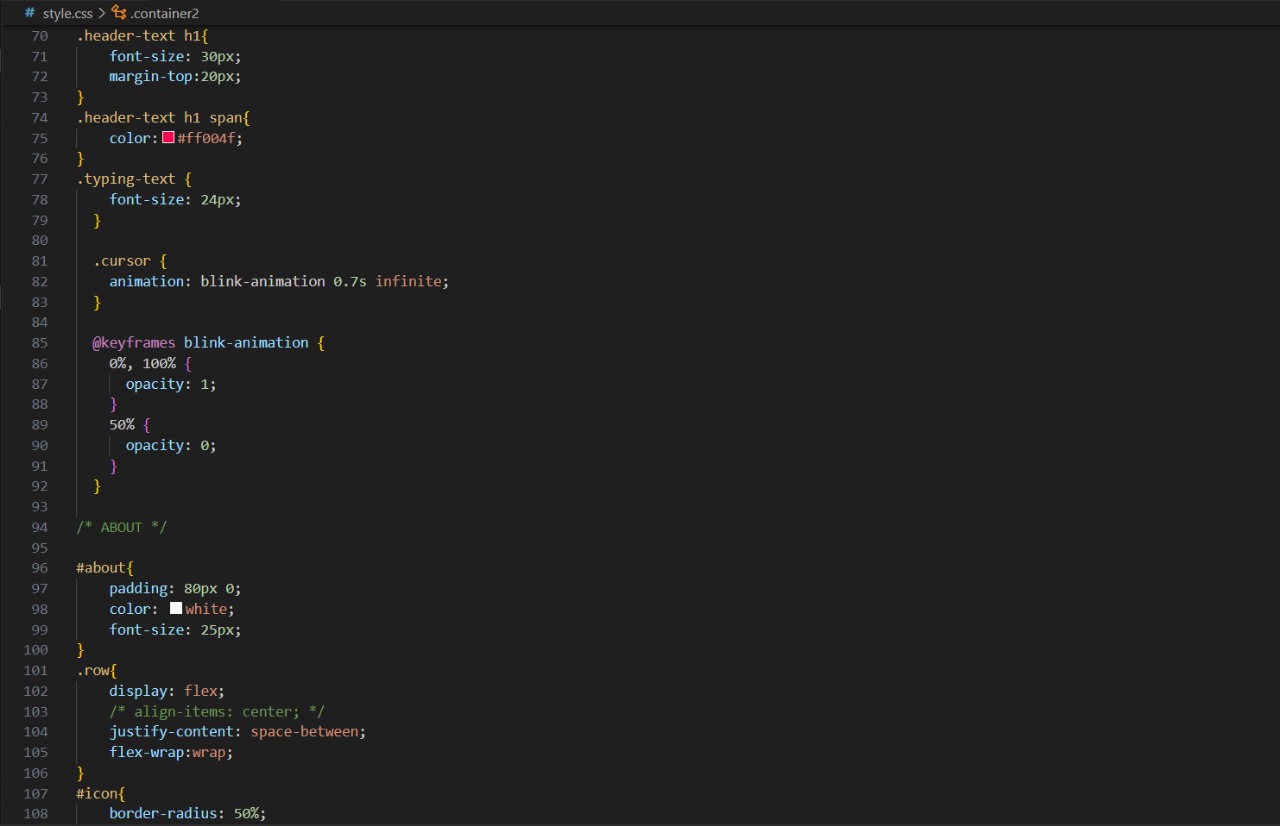 # style.css > .container2
70 .header-text h1{
71 font-size: 30px;
72 margin-top:20px;
73 }
74 .header-text h1 span{
75 color: #ff004f;
76 }
77 .typing-text {
78 font-size: 24px;
79 }
80
81 .cursor {
82 animation: blink-animation 0.7s infinite;
83 }
84
85 @keyframes blink-animation {
86 0%, 100% {
87 opacity: 1;
88 }
89 50% {
90 opacity: 0;
91 }
92 }
93
94 /* ABOUT */
95
96 #about{
97 padding: 80px 0;
98 color: white;
99 font-size: 25px;
100 }
101 .row{
102 display: flex;
103 /* align-items: center; */
104 justify-content: space-between;
105 flex-wrap:wrap;
106 }
107 #icon{
108 border-radius: 50%;